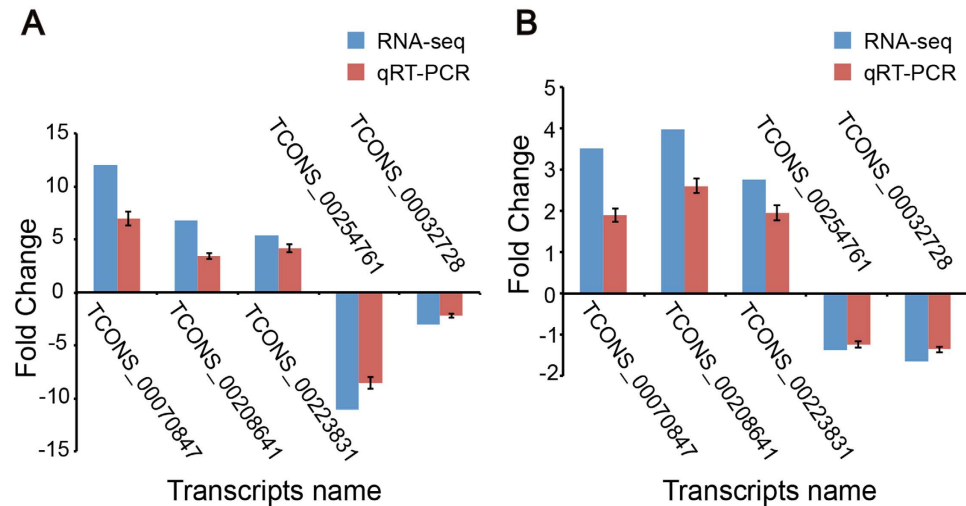 A
RNA-seq
qRT-PCR
Fold Change
15
10
5
0
-5
-10
-15
TCONS_00070847
TCONS_00208641
TCONS_00223831
TCONS_00254761
TCONS_00032728
Transcripts name
B
RNA-seq
qRT-PCR
Fold Change
5
4
3
2
1
0
-1
-2
TCONS_00070847
TCONS_00208641
TCONS_00223831
TCONS_00254761
TCONS_00032728
Transcripts name